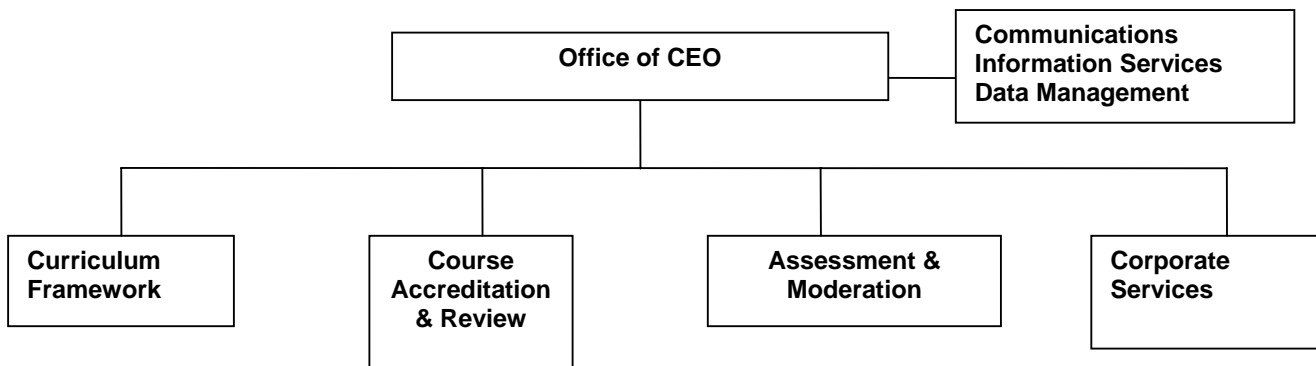 Office of CEO
Communications
Information Services
Data Management
Curriculum
Framework
Course
Accreditation
& Review
Assessment &
Moderation
Corporate
Services